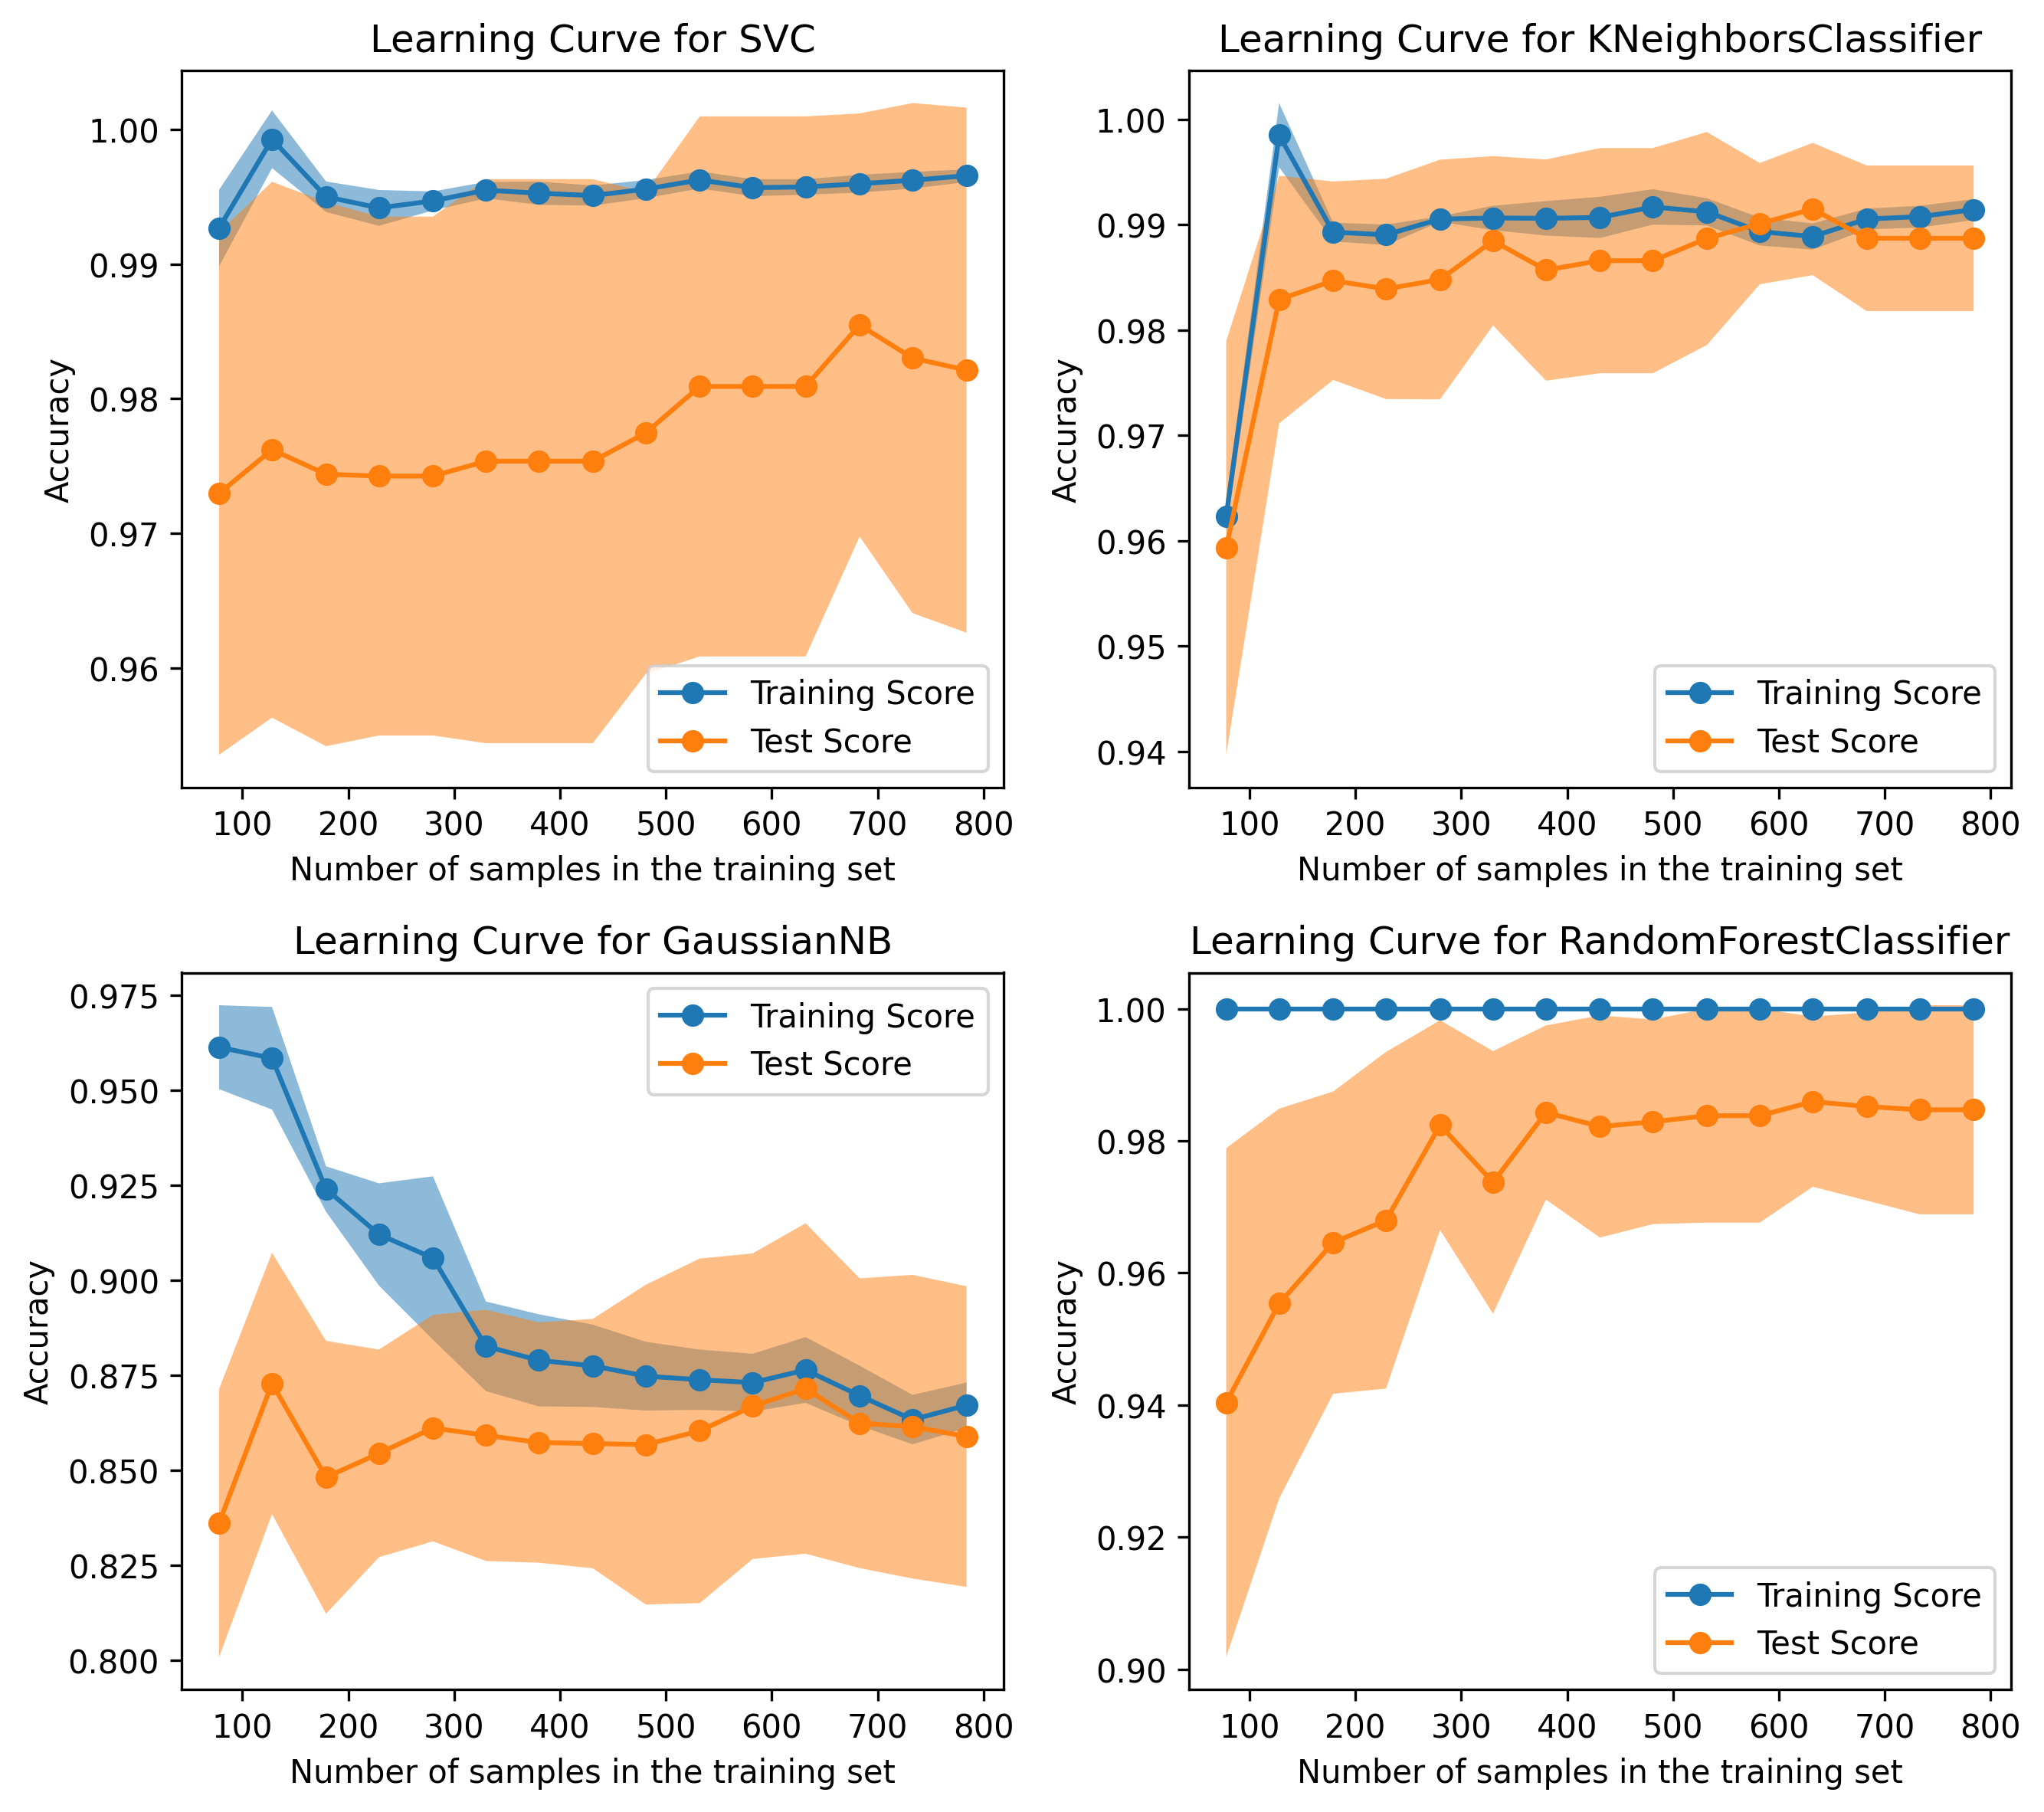 Learning Curve for SVC
1.00
0.99
0.98
0.97
0.96
Accuracy
Training Score
Test Score
100 200 300 400 500 600 700 800
Number of samples in the training set
Learning Curve for KNeighborsClassifier
1.00
0.99
0.98
0.97
0.96
0.95
0.94
Accuracy
Training Score
Test Score
100 200 300 400 500 600 700 800
Number of samples in the training set
Learning Curve for GaussianNB
0.975
0.950
0.925
0.900
0.875
0.850
0.825
0.800
Accuracy
Training Score
Test Score
100 200 300 400 500 600 700 800
Number of samples in the training set
Learning Curve for RandomForestClassifier
1.00
0.98
0.96
0.94
0.92
0.90
Accuracy
Training Score
Test Score
100 200 300 400 500 600 700 800
Number of samples in the training set